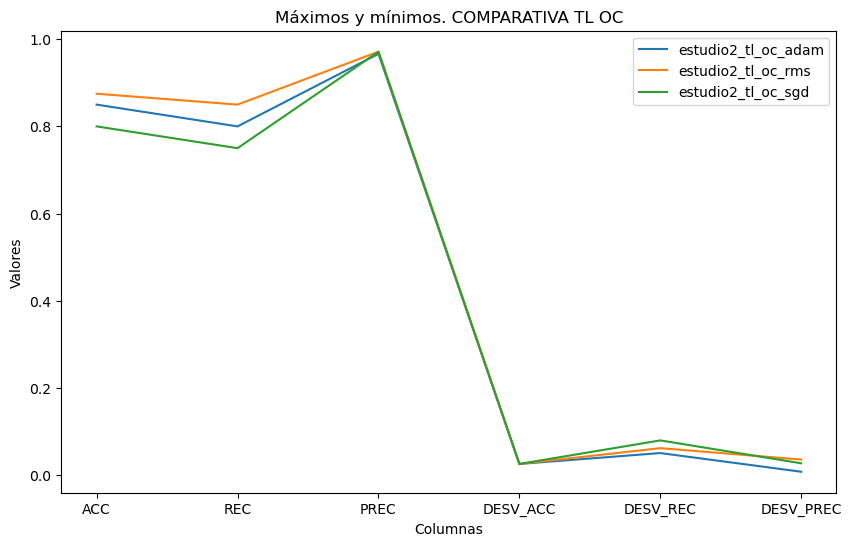 Máximos y mínimos. COMPARATIVA TL OC
estudio2_tl_oc_adam
estudio2_tl_oc_rms
estudio2_tl_oc_sgd
Valores
1.0
0.8
0.6
0.4
0.2
0.0
ACC REC PREC DESV_ACC DESV_REC DESV_PREC
Columnas